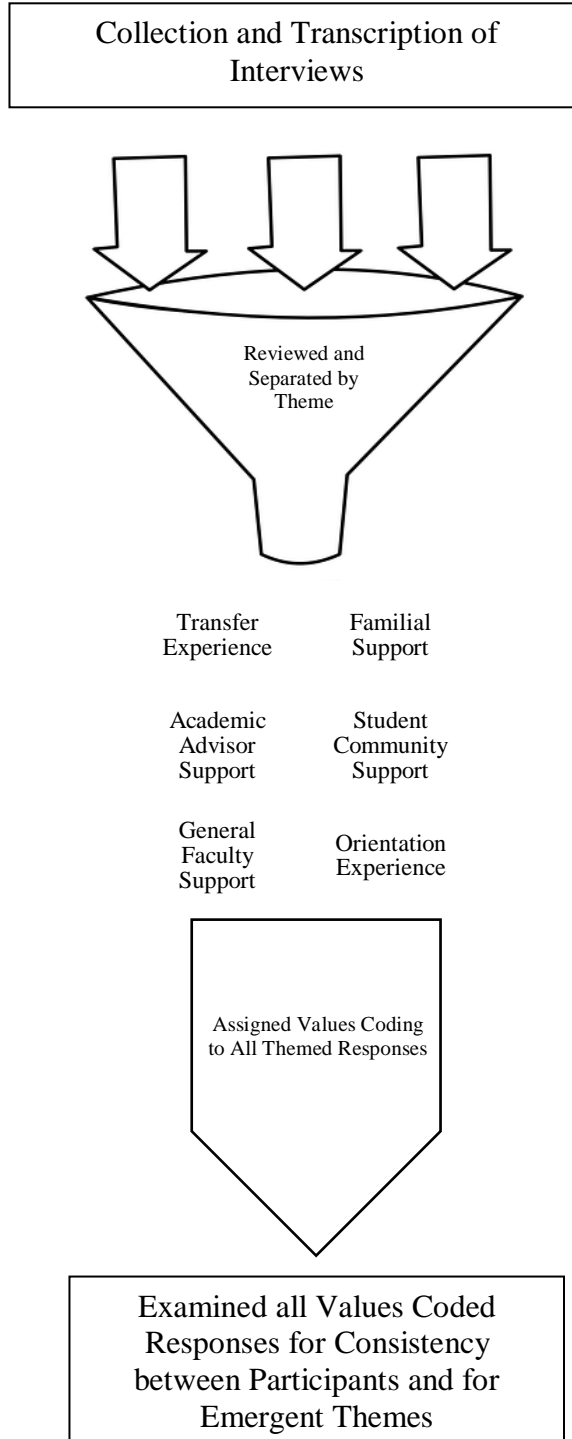 Collection and Transcription of
Interviews
Reviewed and
Separated by
Theme
Transfer
Experience
Familial
Support
Academic
Advisor
Support
Student
Community
Support
General
Faculty
Support
Orientation
Experience
Assigned Values Coding
to All Themed Responses
Examined all Values Coded
Responses for Consistency
between Participants and for
Emergent Themes